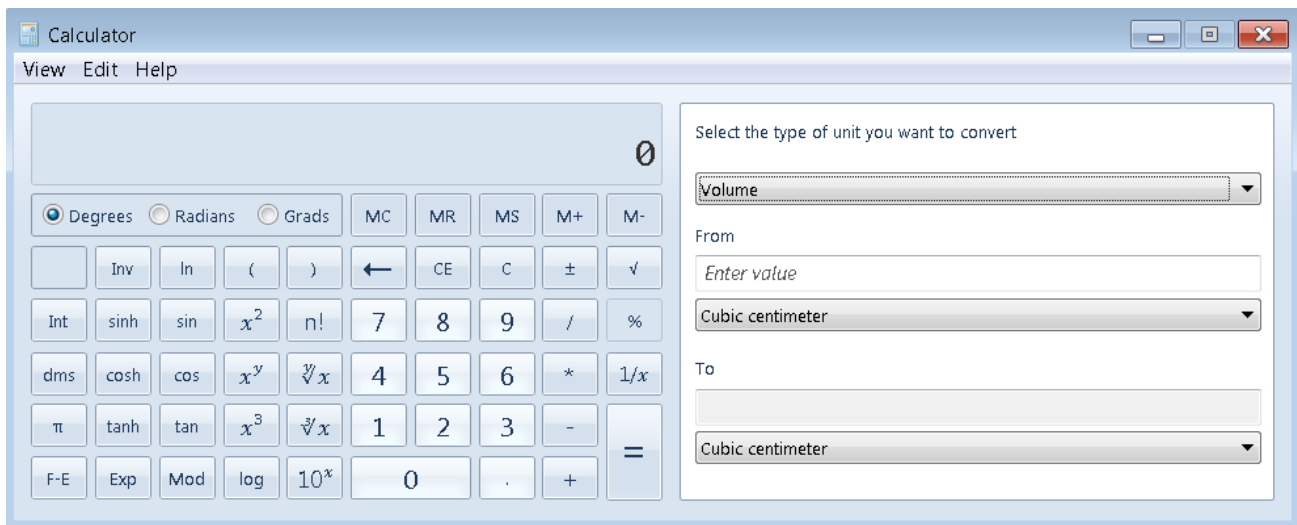 Calculator
View Edit Help
0
Degrees Radians Grads MC MR MS M+ M-
Inv ln ( ) ← CE C ± √
Int sinh sin x² n! 7 8 9 / %
dms cosh cos xʸ ʸ√x 4 5 6 * 1/x
π tanh tan x³ ³√x 1 2 3 - =
F-E Exp Mod log 10ˣ 0 . +
Select the type of unit you want to convert
Volume
From
Enter value
Cubic centimeter
To
Cubic centimeter